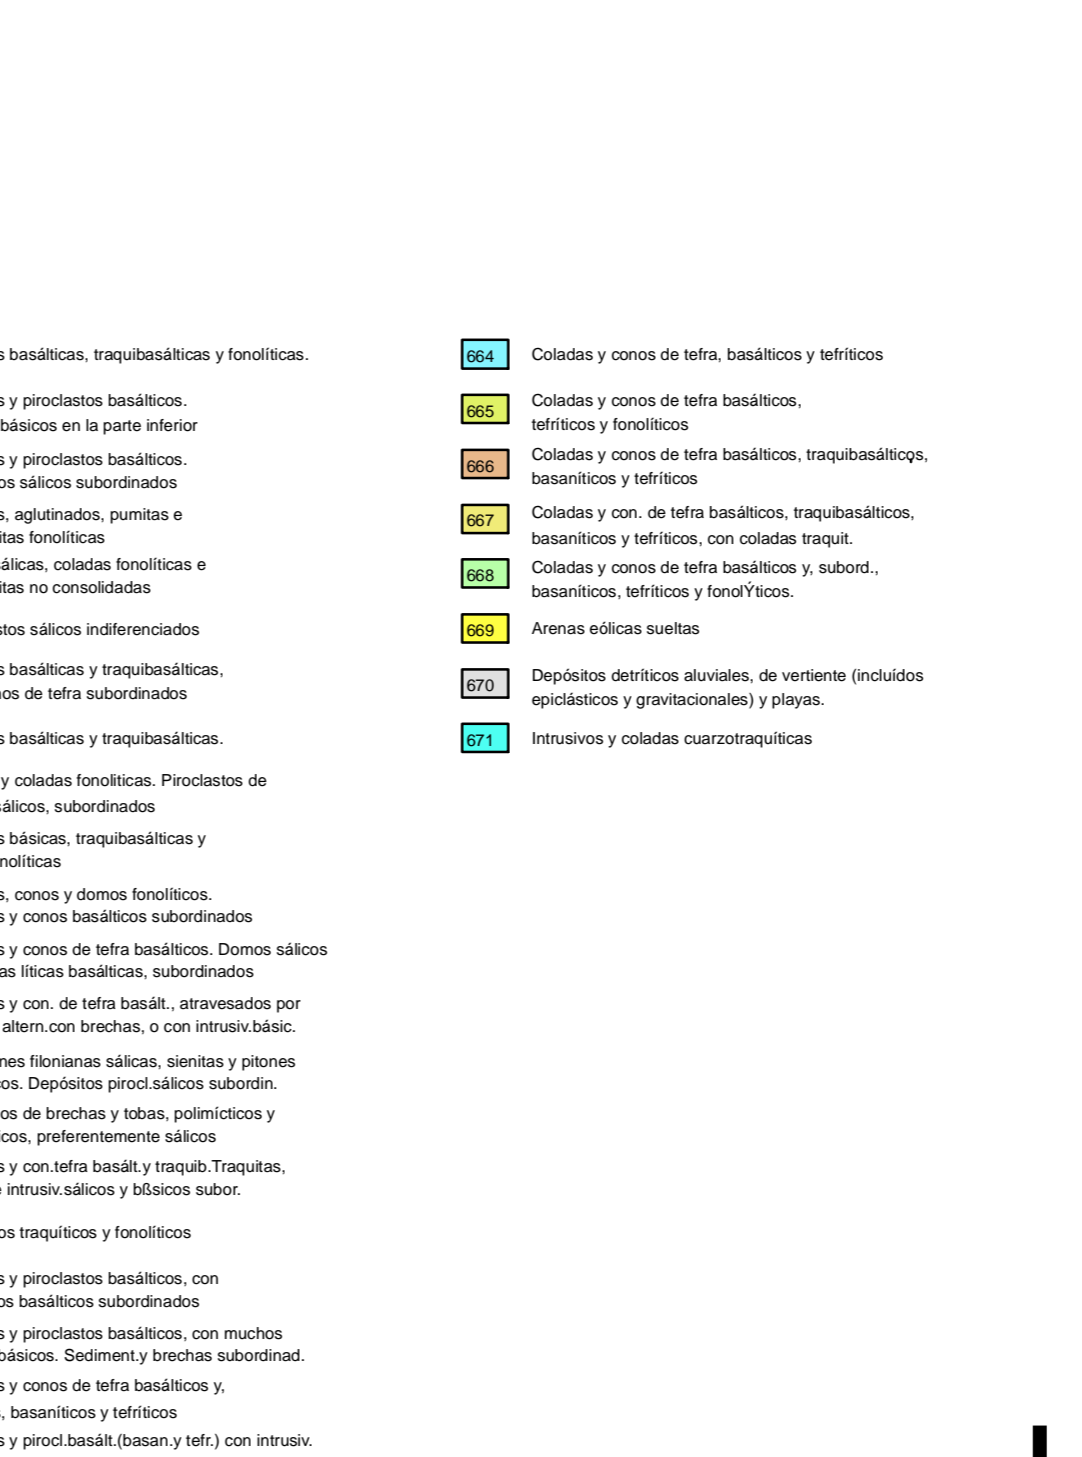 s basálticas, traquibasálticas y fonolíticas.
s y piroclastos basálticos.
básicos en la parte inferior
s y piroclastos basálticos.
os sálicos subordinados
s, aglutinados, pumitas e
itas fonolíticas
sálicas, coladas fonolíticas e
itas no consolidadas
stos sálicos indiferenciados
s basálticas y traquibasálticas,
nos de tefra subordinados
s basálticas y traquibasálticas.
y coladas fonoliticas. Piroclastos de
sálicos, subordinados
s básicas, traquibasálticas y
nolíticas
s, conos y domos fonolíticos.
s y conos basálticos subordinados
s y conos de tefra basálticos. Domos sálicos
as líticas basálticas, subordinados
s y con. de tefra basált., atravesados por
altern.con brechas, o con intrusiv.básic.
nes filonianas sálicas, sienitas y pitones
cos. Depósitos pirocl.sálicos subordin.
os de brechas y tobas, polimícticos y
icos, preferentemente sálicos
s y con.tefra basált.y traquib.Traquitas,
e intrusiv.sálicos y bßsicos subor.
os traquíticos y fonolíticos
s y piroclastos basálticos, con
os basálticos subordinados
s y piroclastos basálticos, con muchos
básicos. Sediment.y brechas subordinad.
s y conos de tefra basálticos y,
, basaníticos y tefríticos
s y pirocl.basált.(basan.y tefr.) con intrusiv.
664 Coladas y conos de tefra, basálticos y tefríticos
665 Coladas y conos de tefra basálticos,
tefríticos y fonolíticos
666 Coladas y conos de tefra basálticos, traquibasálticos,
basaníticos y tefríticos
667 Coladas y con. de tefra basálticos, traquibasálticos,
basaníticos y tefríticos, con coladas traquit.
668 Coladas y conos de tefra basálticos y, subord.,
basaníticos, tefríticos y fonolÝticos.
669 Arenas eólicas sueltas
670 Depósitos detríticos aluviales, de vertiente (incluídos
epiclásticos y gravitacionales) y playas.
671 Intrusivos y coladas cuarzotraquíticas